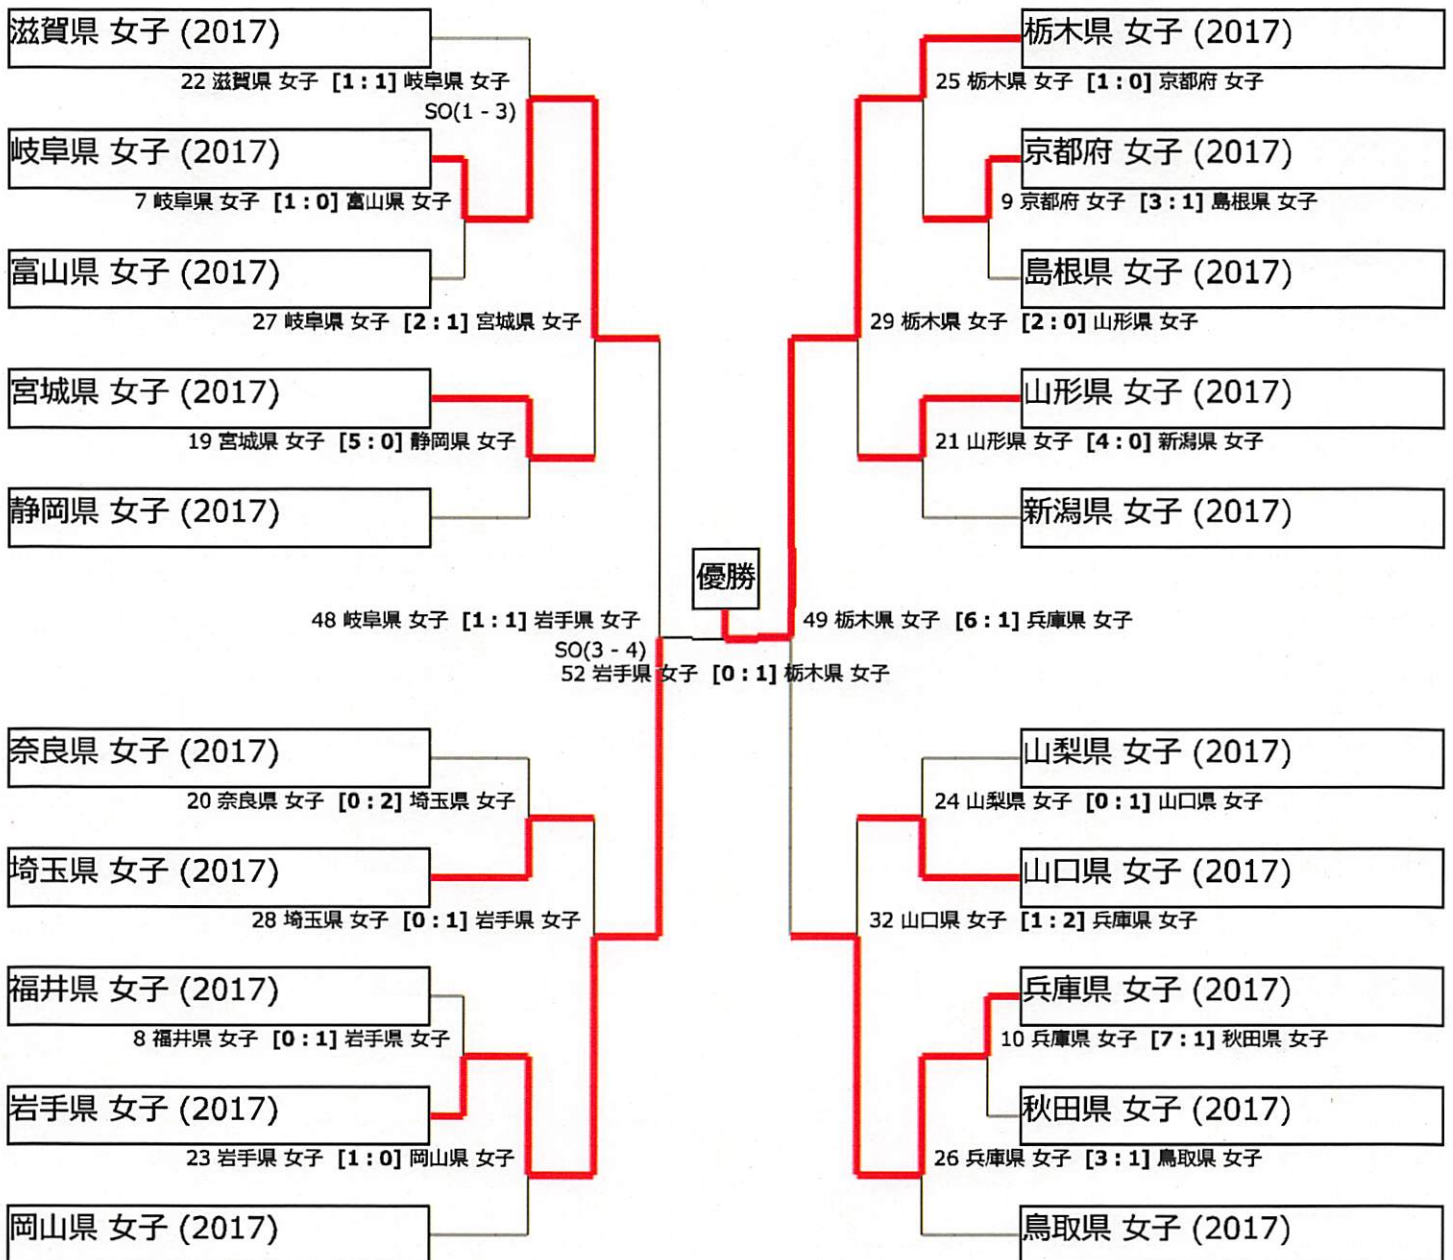 滋賀県 女子 (2017)
22 滋賀県 女子 [1 : 1] 岐阜県 女子
SO(1 - 3)
岐阜県 女子 (2017)
7 岐阜県 女子 [1 : 0] 富山県 女子
富山県 女子 (2017)
27 岐阜県 女子 [2 : 1] 宮城県 女子
宮城県 女子 (2017)
19 宮城県 女子 [5 : 0] 静岡県 女子
静岡県 女子 (2017)
48 岐阜県 女子 [1 : 1] 岩手県 女子
SO(3 - 4)
奈良県 女子 (2017)
20 奈良県 女子 [0 : 2] 埼玉県 女子
埼玉県 女子 (2017)
28 埼玉県 女子 [0 : 1] 岩手県 女子
福井県 女子 (2017)
8 福井県 女子 [0 : 1] 岩手県 女子
岩手県 女子 (2017)
23 岩手県 女子 [1 : 0] 岡山県 女子
岡山県 女子 (2017)
優勝
52 岩手県 女子 [0 : 1] 栃木県 女子
栃木県 女子 (2017)
25 栃木県 女子 [1 : 0] 京都府 女子
京都府 女子 (2017)
9 京都府 女子 [3 : 1] 島根県 女子
島根県 女子 (2017)
29 栃木県 女子 [2 : 0] 山形県 女子
山形県 女子 (2017)
21 山形県 女子 [4 : 0] 新潟県 女子
新潟県 女子 (2017)
49 栃木県 女子 [6 : 1] 兵庫県 女子
山梨県 女子 (2017)
24 山梨県 女子 [0 : 1] 山口県 女子
山口県 女子 (2017)
32 山口県 女子 [1 : 2] 兵庫県 女子
兵庫県 女子 (2017)
10 兵庫県 女子 [7 : 1] 秋田県 女子
秋田県 女子 (2017)
26 兵庫県 女子 [3 : 1] 鳥取県 女子
鳥取県 女子 (2017)